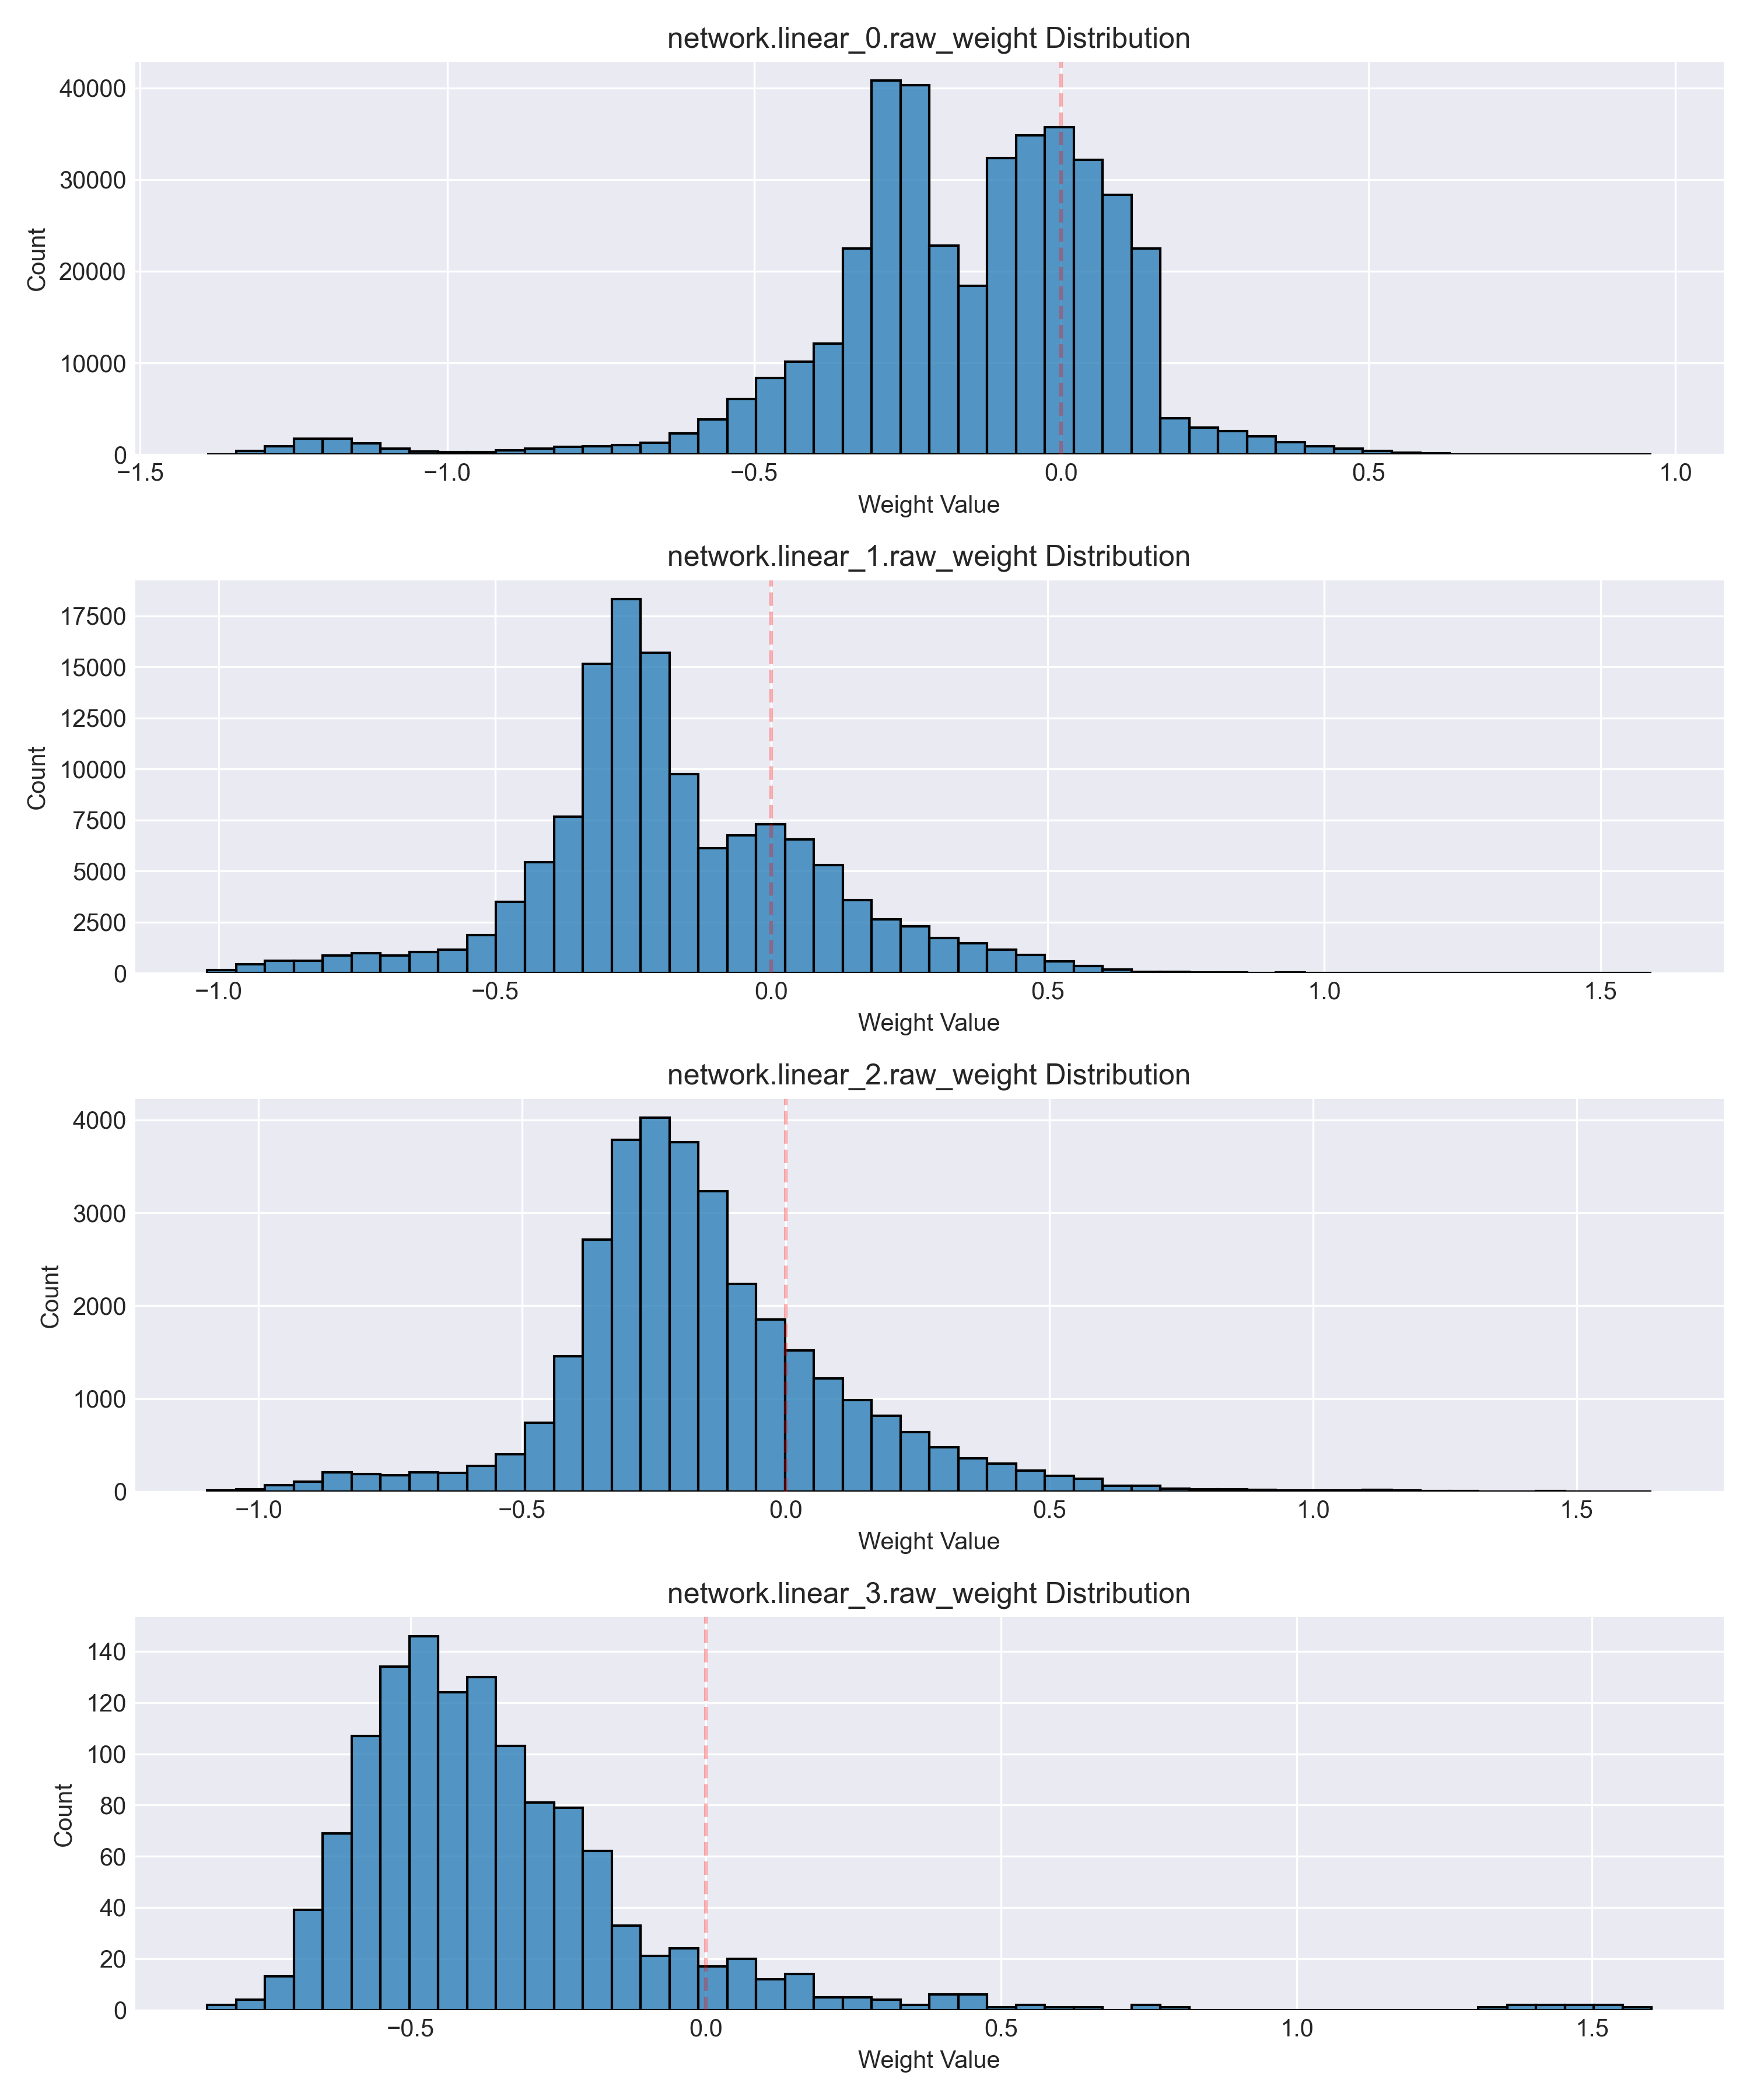 network.linear_0.raw_weight Distribution
40000
30000
20000
10000
0
Count
−1.5 −1.0 −0.5 0.0 0.5 1.0
Weight Value
network.linear_1.raw_weight Distribution
17500
15000
12500
10000
7500
5000
2500
0
Count
−1.0 −0.5 0.0 0.5 1.0 1.5
Weight Value
network.linear_2.raw_weight Distribution
4000
3000
2000
1000
0
Count
−1.0 −0.5 0.0 0.5 1.0 1.5
Weight Value
network.linear_3.raw_weight Distribution
140
120
100
80
60
40
20
0
Count
−0.5 0.0 0.5 1.0 1.5
Weight Value